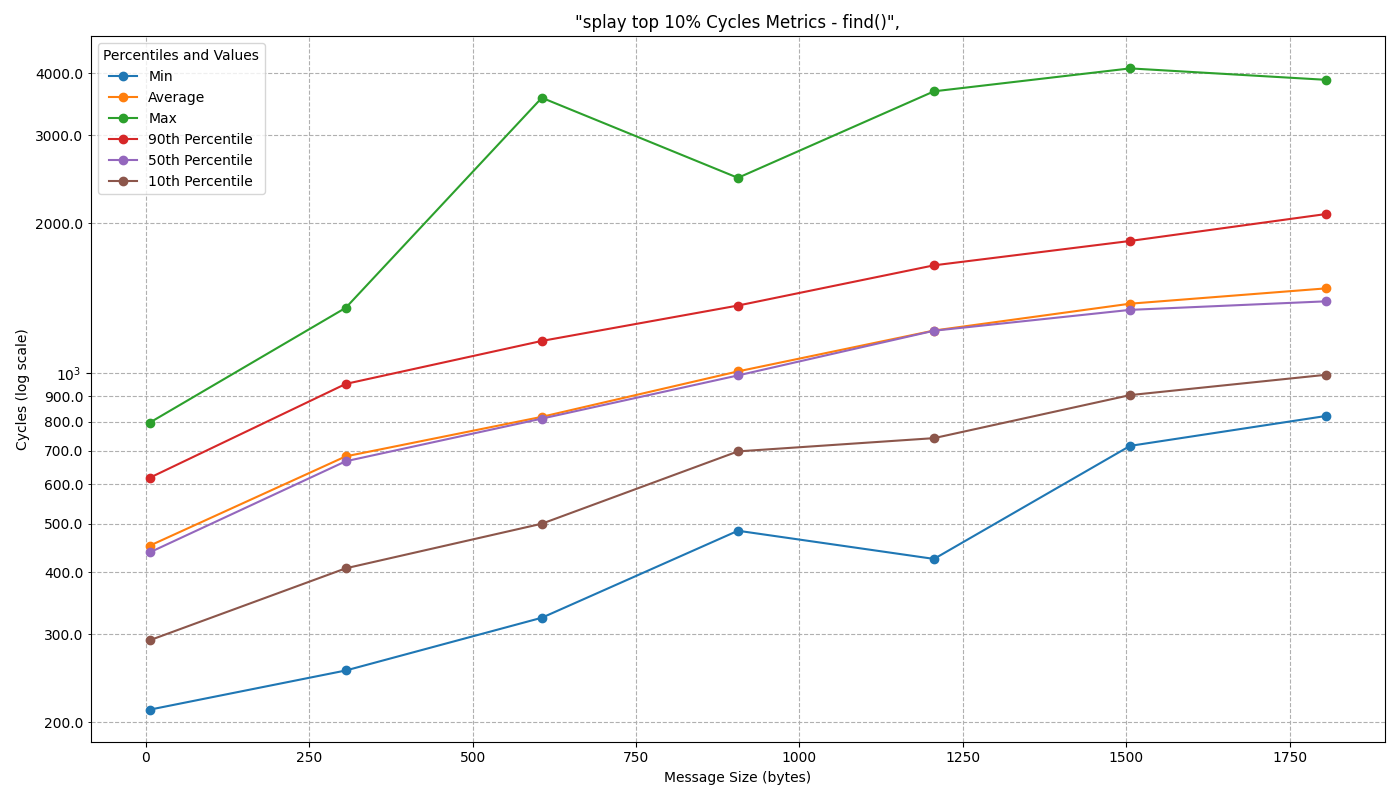 "splay top 10% Cycles Metrics - find()",
Percentiles and Values
Min
Average
Max
90th Percentile
50th Percentile
10th Percentile
Cycles (log scale)
4000.0
3000.0
2000.0
10³
900.0
800.0
700.0
600.0
500.0
400.0
300.0
200.0
0 250 500 750 1000 1250 1500 1750
Message Size (bytes)